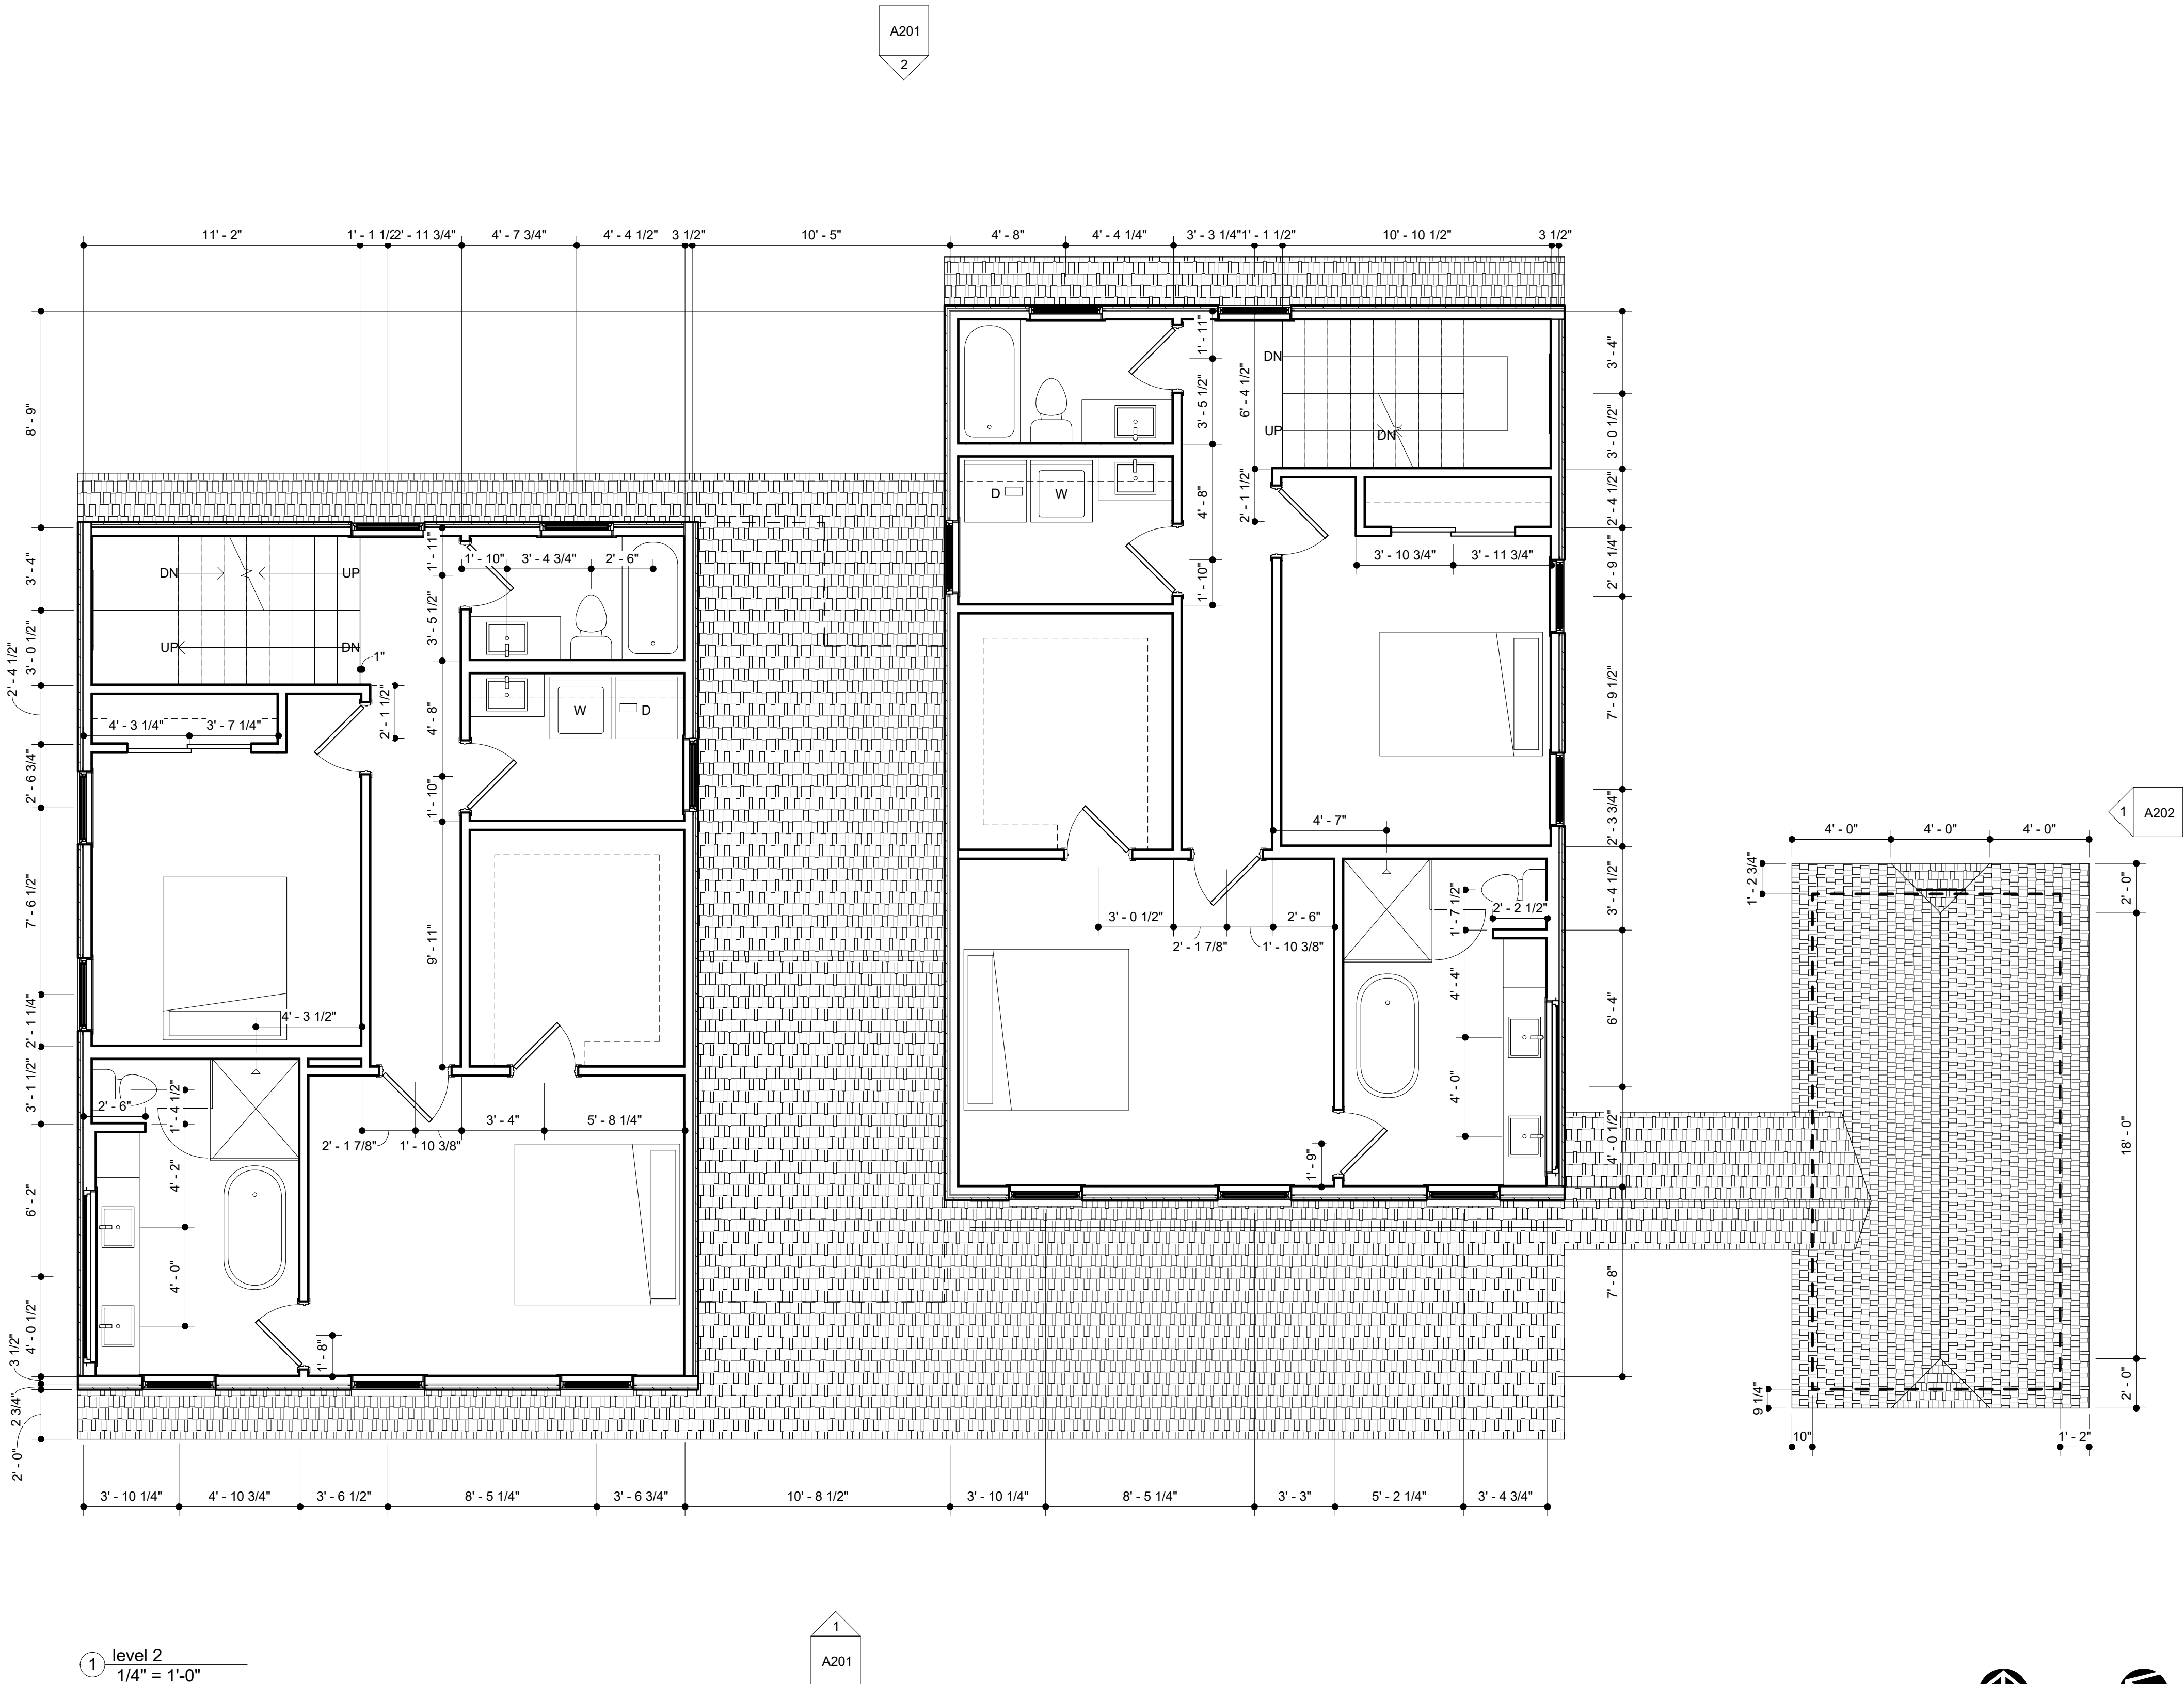 A201
2
11' - 2"
1' - 1 1/2"
2' - 11 3/4"
4' - 7 3/4"
4' - 4 1/2"
3 1/2"
10' - 5"
4' - 8"
4' - 4 1/4"
3' - 3 1/4"
1' - 1 1/2"
10' - 10 1/2"
3 1/2"
8' - 9"
3' - 4"
3' - 0 1/2"
2' - 4 1/2"
2' - 6 3/4"
7' - 6 1/2"
2' - 1 1/4"
3' - 1 1/2"
6' - 2"
4' - 0 1/2"
3 1/2"
2 3/4"
2' - 0"
DN
UP
UP
DN
1"
1' - 11"
3' - 5 1/2"
4' - 8"
1' - 10"
9' - 11"
1' - 10"
3' - 4 3/4"
2' - 6"
2' - 1 1/2"
W
D
4' - 3 1/4"
3' - 7 1/4"
4' - 3 1/2"
2' - 6"
1' - 4 1/2"
4' - 2"
4' - 0"
2' - 1 7/8"
1' - 10 3/8"
3' - 4"
5' - 8 1/4"
1' - 8"
1' - 11"
3' - 5 1/2"
4' - 8"
1' - 10"
6' - 4 1/2"
2' - 1 1/2"
DN
UP
DN
D
W
3' - 10 3/4"
3' - 11 3/4"
4' - 7"
3' - 0 1/2"
2' - 1 7/8"
1' - 10 3/8"
2' - 6"
1' - 7 1/2"
2' - 2 1/2"
4' - 4"
4' - 0"
1' - 9"
3' - 4"
3' - 0 1/2"
2' - 4 1/2"
2' - 9 1/4"
7' - 9 1/2"
2' - 3 3/4"
3' - 4 1/2"
6' - 4"
4' - 0 1/2"
7' - 8"
1
A202
4' - 0"
4' - 0"
4' - 0"
1' - 2 3/4"
2' - 0"
18' - 0"
2' - 0"
9 1/4"
10"
1' - 2"
3' - 10 1/4"
4' - 10 3/4"
3' - 6 1/2"
8' - 5 1/4"
3' - 6 3/4"
10' - 8 1/2"
3' - 10 1/4"
8' - 5 1/4"
3' - 3"
5' - 2 1/4"
3' - 4 3/4"
1
A201
1
level 2
1/4" = 1'-0"